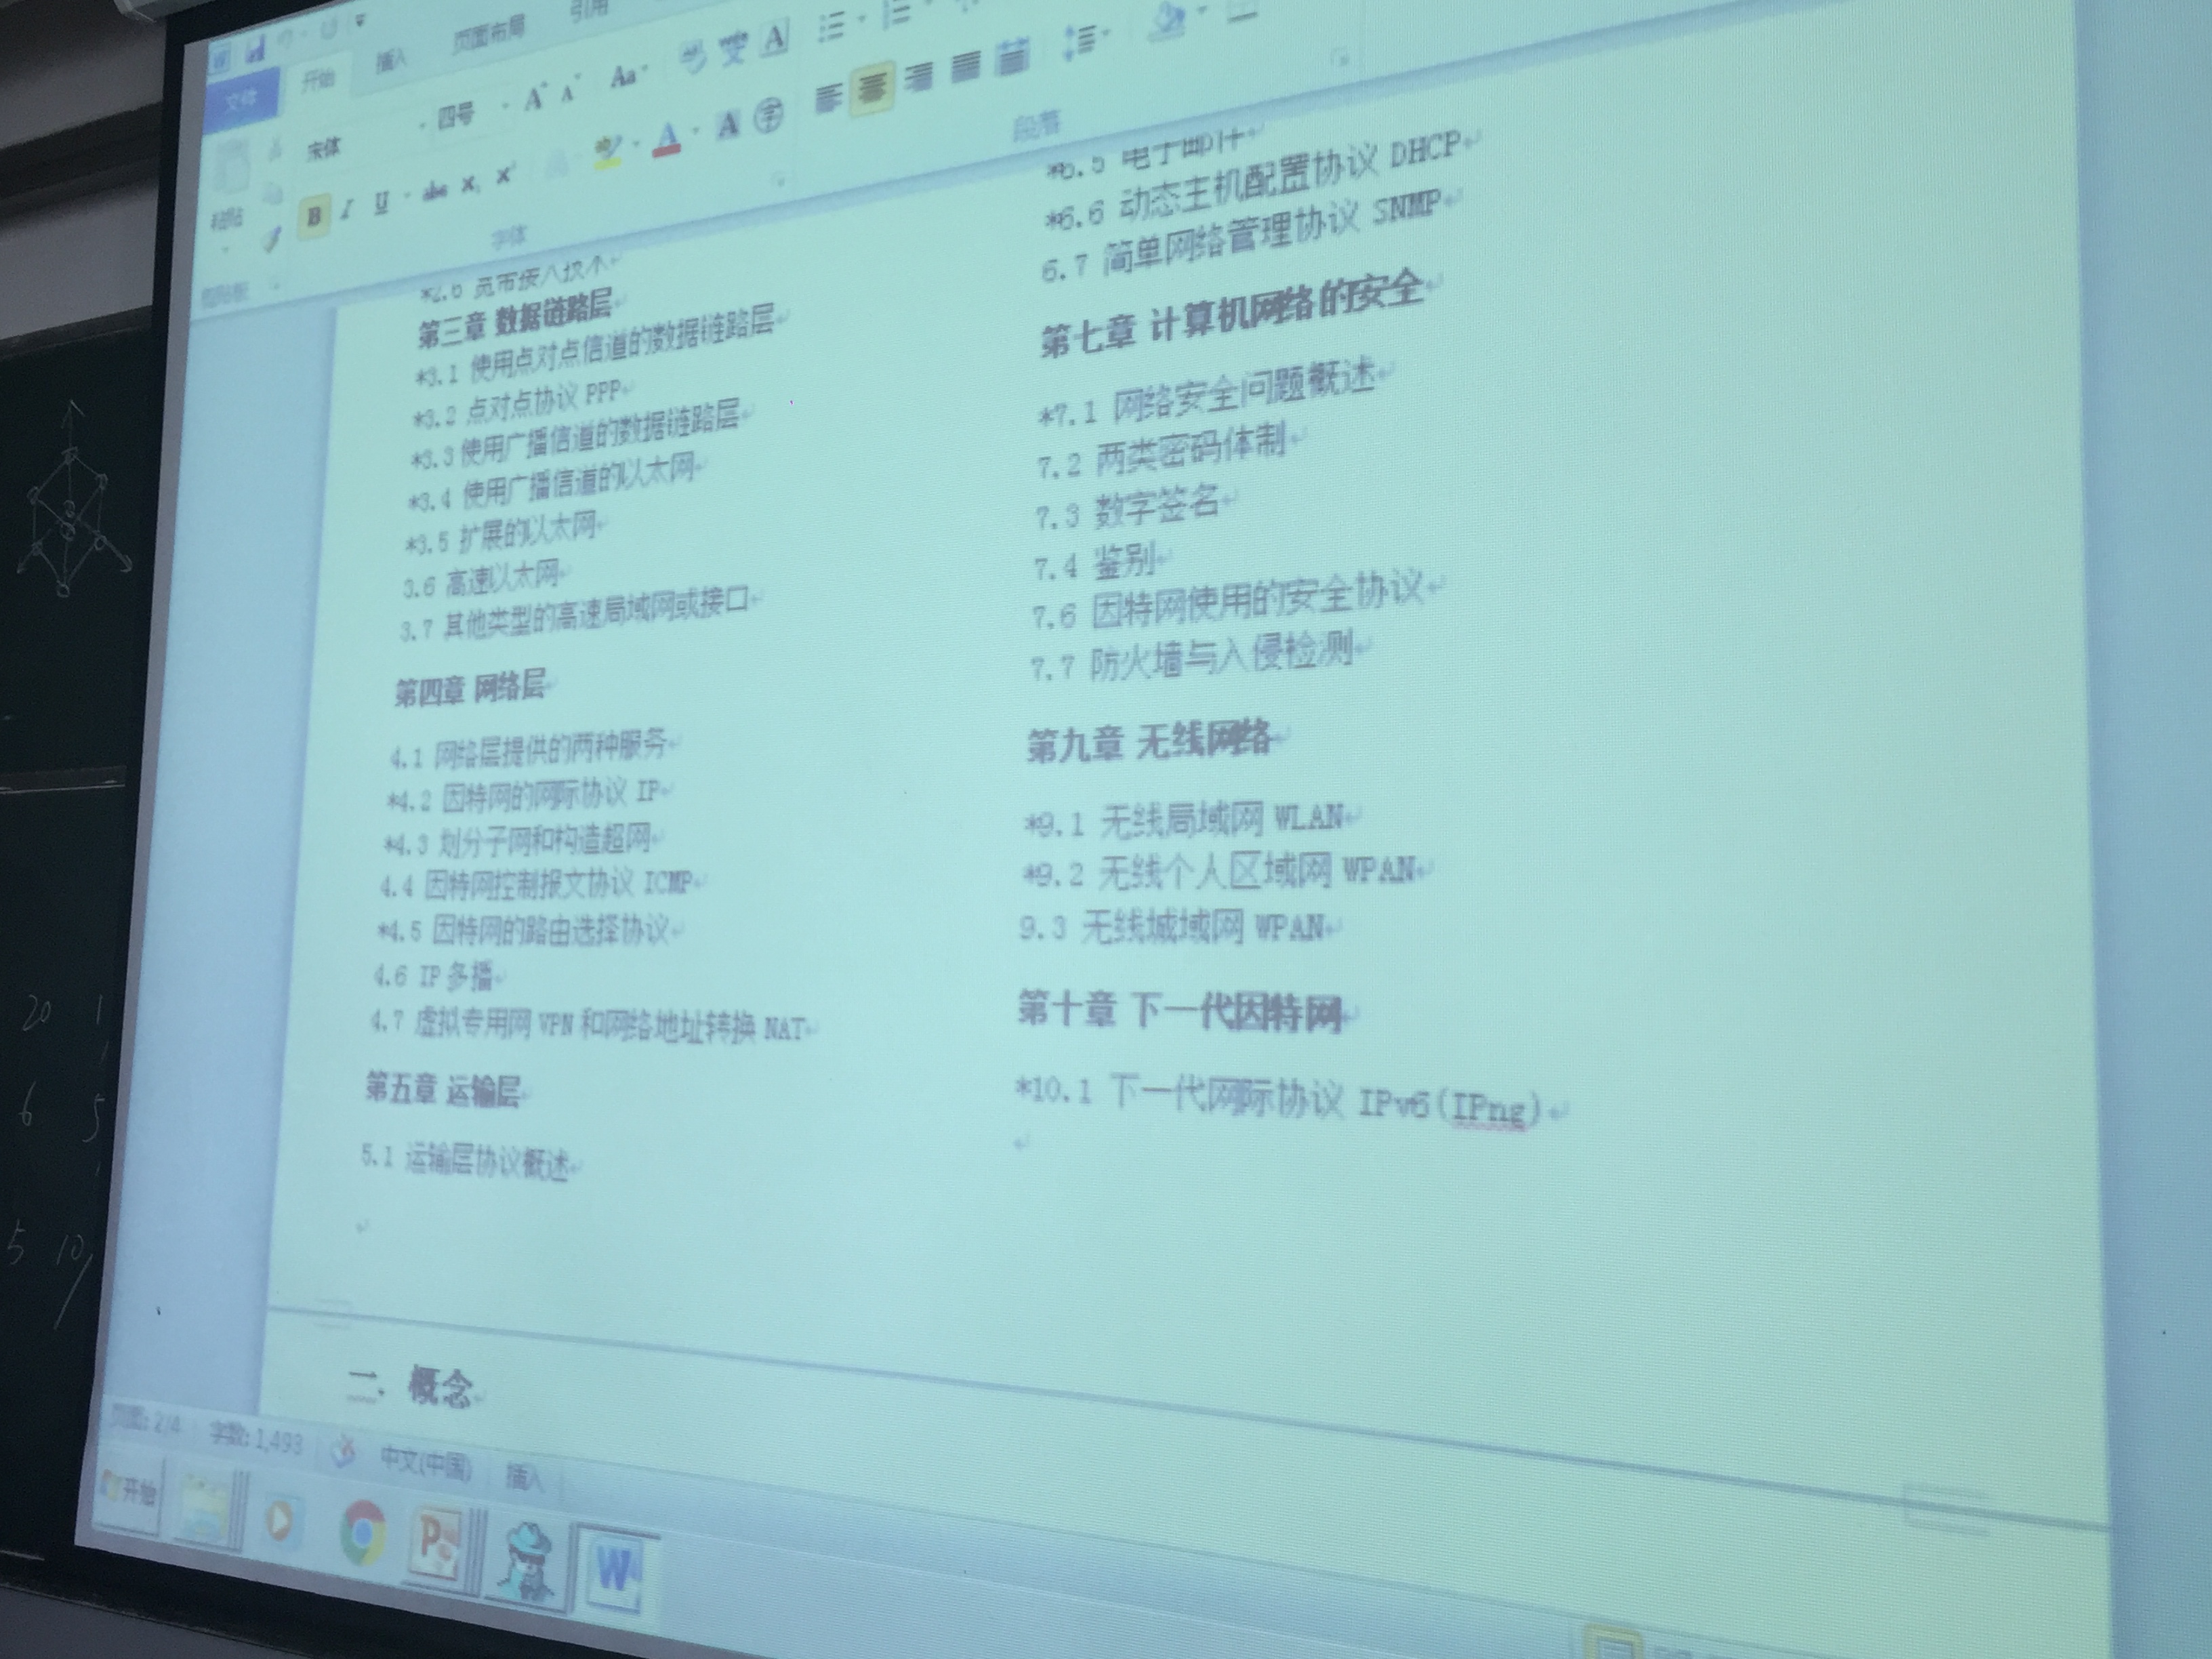 文件
开始
插入
页面布局
引用
宋体
四号
Aa
粘贴
剪贴板
字体
段落
*2.6 宽带接入技术
第三章 数据链路层
*3.1 使用点对点信道的数据链路层
*3.2 点对点协议 PPP
*3.3 使用广播信道的数据链路层
*3.4 使用广播信道的以太网
*3.5 扩展的以太网
3.6 高速以太网
3.7 其他类型的高速局域网或接口
第四章 网络层
4.1 网络层提供的两种服务
*4.2 因特网的网际协议 IP
*4.3 划分子网和构造超网
4.4 因特网控制报文协议 ICMP
*4.5 因特网的路由选择协议
4.6 IP 多播
4.7 虚拟专用网 VPN 和网络地址转换 NAT
第五章 运输层
5.1 运输层协议概述
*6.5 电子邮件
*6.6 动态主机配置协议 DHCP
6.7 简单网络管理协议 SNMP
第七章 计算机网络的安全
*7.1 网络安全问题概述
7.2 两类密码体制
7.3 数字签名
7.4 鉴别
7.6 因特网使用的安全协议
7.7 防火墙与入侵检测
第九章 无线网络
*9.1 无线局域网 WLAN
*9.2 无线个人区域网 WPAN
9.3 无线城域网 WPAN
第十章 下一代因特网
*10.1 下一代网际协议 IPv6(IPng)
二. 概念
页面: 2/4
字数: 1,493
中文(中国)
插入
开始
20 1
6 5
5 10